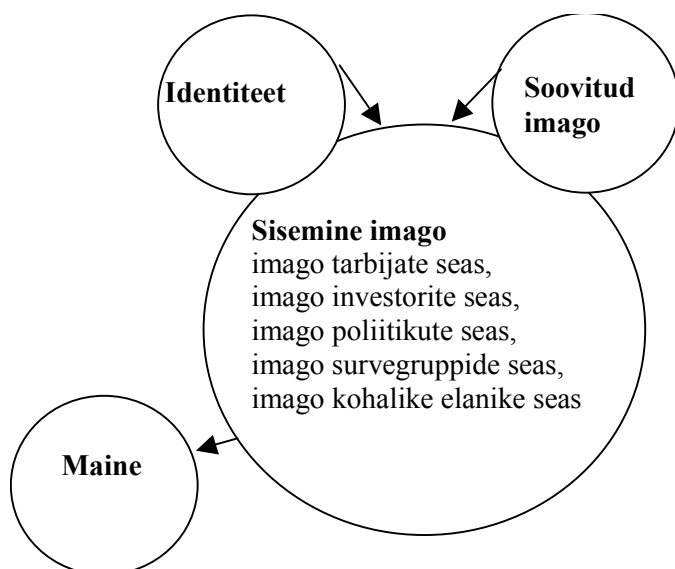 Identiteet
Soovitud
imago
Sisemine imago
imago tarbijate seas,
imago investorite seas,
imago poliitikute seas,
imago survegruppide seas,
imago kohalike elanike seas
Maine